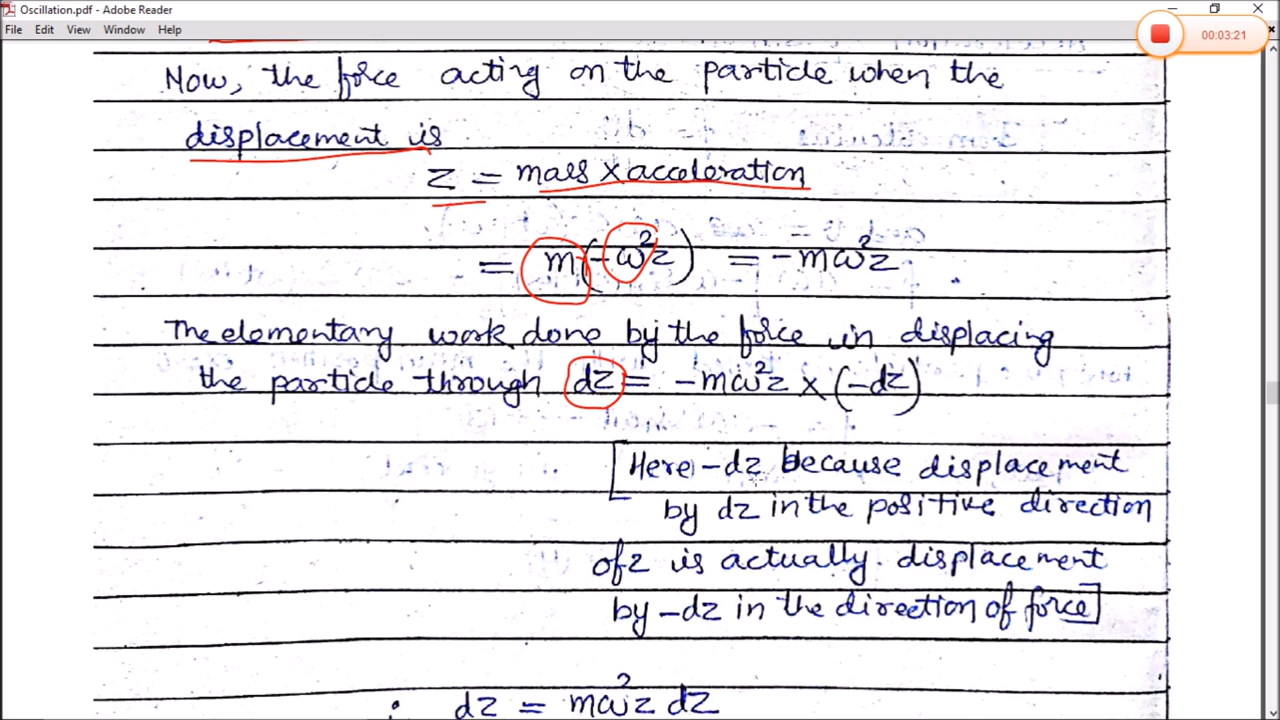 Oscillation.pdf - Adobe Reader
File Edit View Window Help
00:03:21
Now, the force acting on the particle when the
displacement is
z = mass × acceleration
= m(-ω²z) = -mω²z
The elementary work done by the force in displacing
the particle through dz = -mω²z × (-dz)
[Here -dz because displacement
by dz in the positive direction
of z is actually displacement
by -dz in the direction of force]
∴ dz = mω²z dz